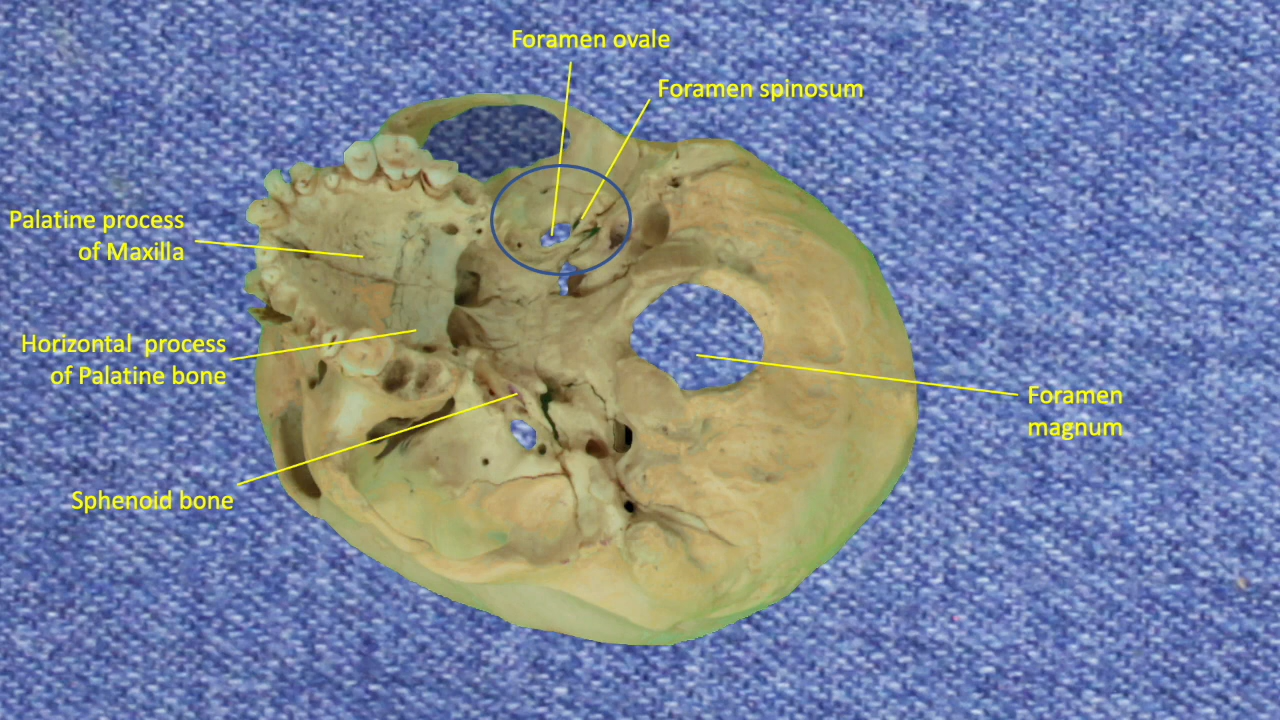 Foramen ovale
Foramen spinosum
Palatine process
of Maxilla
Horizontal  process
of Palatine bone
Foramen
magnum
Sphenoid bone